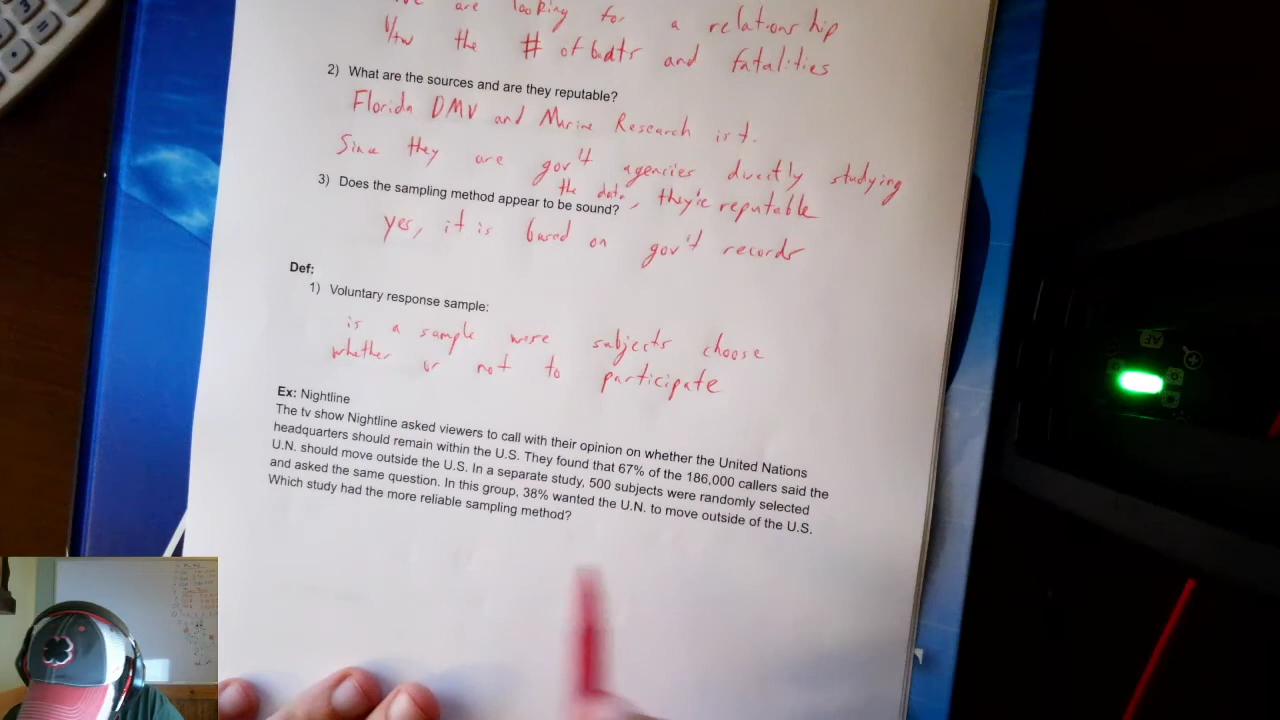 are looking for a relationship
b/tw the # of boats and fatalities
2) What are the sources and are they reputable?
Florida DMV and Marine Research ist.
Since they are gov't agencies directly studying
the data, they're reputable
3) Does the sampling method appear to be sound?
yes, it is based on gov't records
Def:
1) Voluntary response sample:
is a sample were subjects choose
whether or not to participate
Ex: Nightline
The tv show Nightline asked viewers to call with their opinion on whether the United Nations
headquarters should remain within the U.S. They found that 67% of the 186,000 callers said the
U.N. should move outside the U.S. In a separate study, 500 subjects were randomly selected
and asked the same question. In this group, 38% wanted the U.N. to move outside of the U.S.
Which study had the more reliable sampling method?
AF